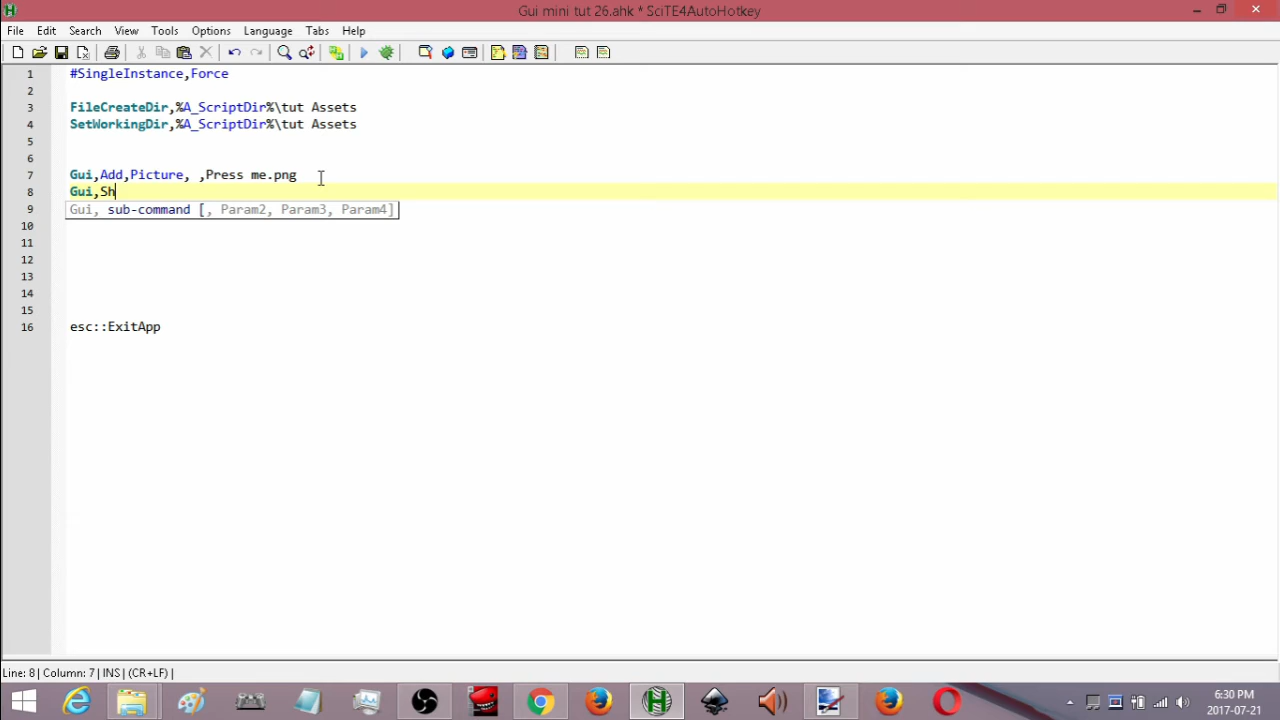 Gui mini tut 26.ahk * SciTE4AutoHotkey
File Edit Search View Tools Options Language Tabs Help
1 #SingleInstance,Force
2
3 FileCreateDir,%A_ScriptDir%\tut Assets
4 SetWorkingDir,%A_ScriptDir%\tut Assets
5
6
7 Gui,Add,Picture, ,Press me.png
8 Gui,Sh
9 Gui, sub-command [, Param2, Param3, Param4]
10
11
12
13
14
15
16 esc::ExitApp
Line: 8 | Column: 7 | INS | (CR+LF) |
6:30 PM
2017-07-21